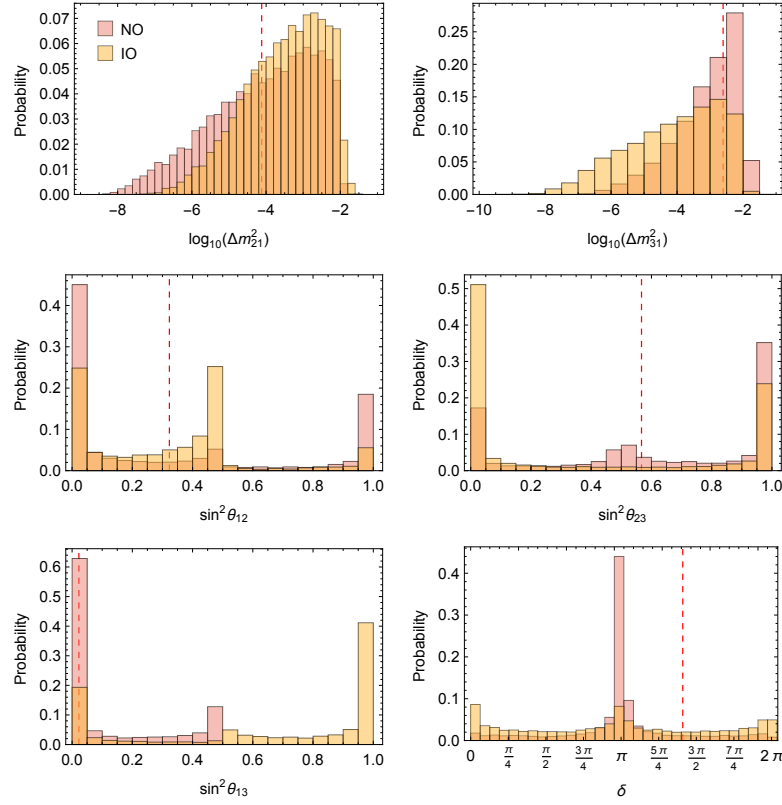 NO
IO
Probability
0.07
0.06
0.05
0.04
0.03
0.02
0.01
0.00
−8 −6 −4 −2
log₁₀(Δm²₂₁)
Probability
0.25
0.20
0.15
0.10
0.05
0.00
−10 −8 −6 −4 −2
log₁₀(Δm²₃₁)
Probability
0.4
0.3
0.2
0.1
0.0
0.0 0.2 0.4 0.6 0.8 1.0
sin²θ₁₂
Probability
0.5
0.4
0.3
0.2
0.1
0.0
0.0 0.2 0.4 0.6 0.8 1.0
sin²θ₂₃
Probability
0.6
0.5
0.4
0.3
0.2
0.1
0.0
0.0 0.2 0.4 0.6 0.8 1.0
sin²θ₁₃
Probability
0.4
0.3
0.2
0.1
0.0
0 π/4 π/2 3π/4 π 5π/4 3π/2 7π/4 2π
δ